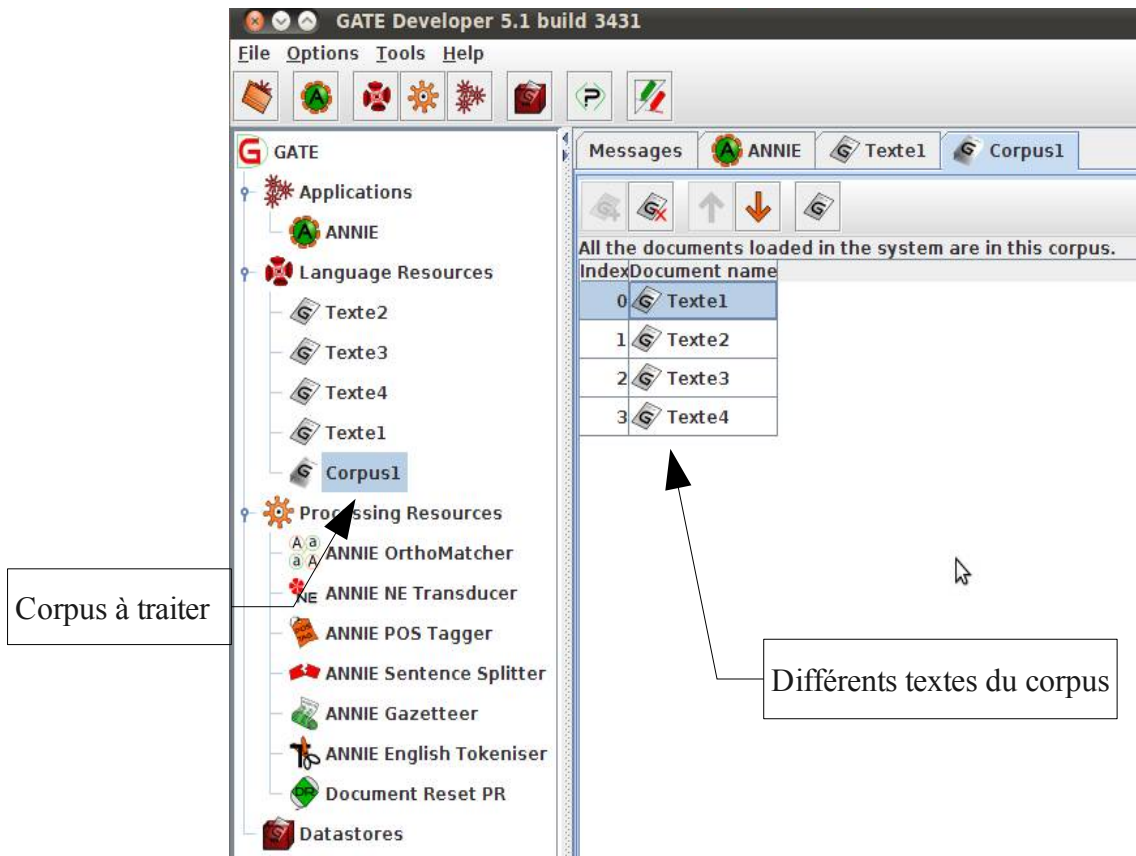 GATE Developer 5.1 build 3431
File Options Tools Help
GATE
Applications
ANNIE
Language Resources
Texte2
Texte3
Texte4
Texte1
Corpus1
Processing Resources
ANNIE OrthoMatcher
ANNIE NE Transducer
ANNIE POS Tagger
ANNIE Sentence Splitter
ANNIE Gazetteer
ANNIE English Tokeniser
Document Reset PR
Datastores
Messages ANNIE Texte1 Corpus1
All the documents loaded in the system are in this corpus.
Index Document name
0 Texte1
1 Texte2
2 Texte3
3 Texte4
Corpus à traiter
Différents textes du corpus